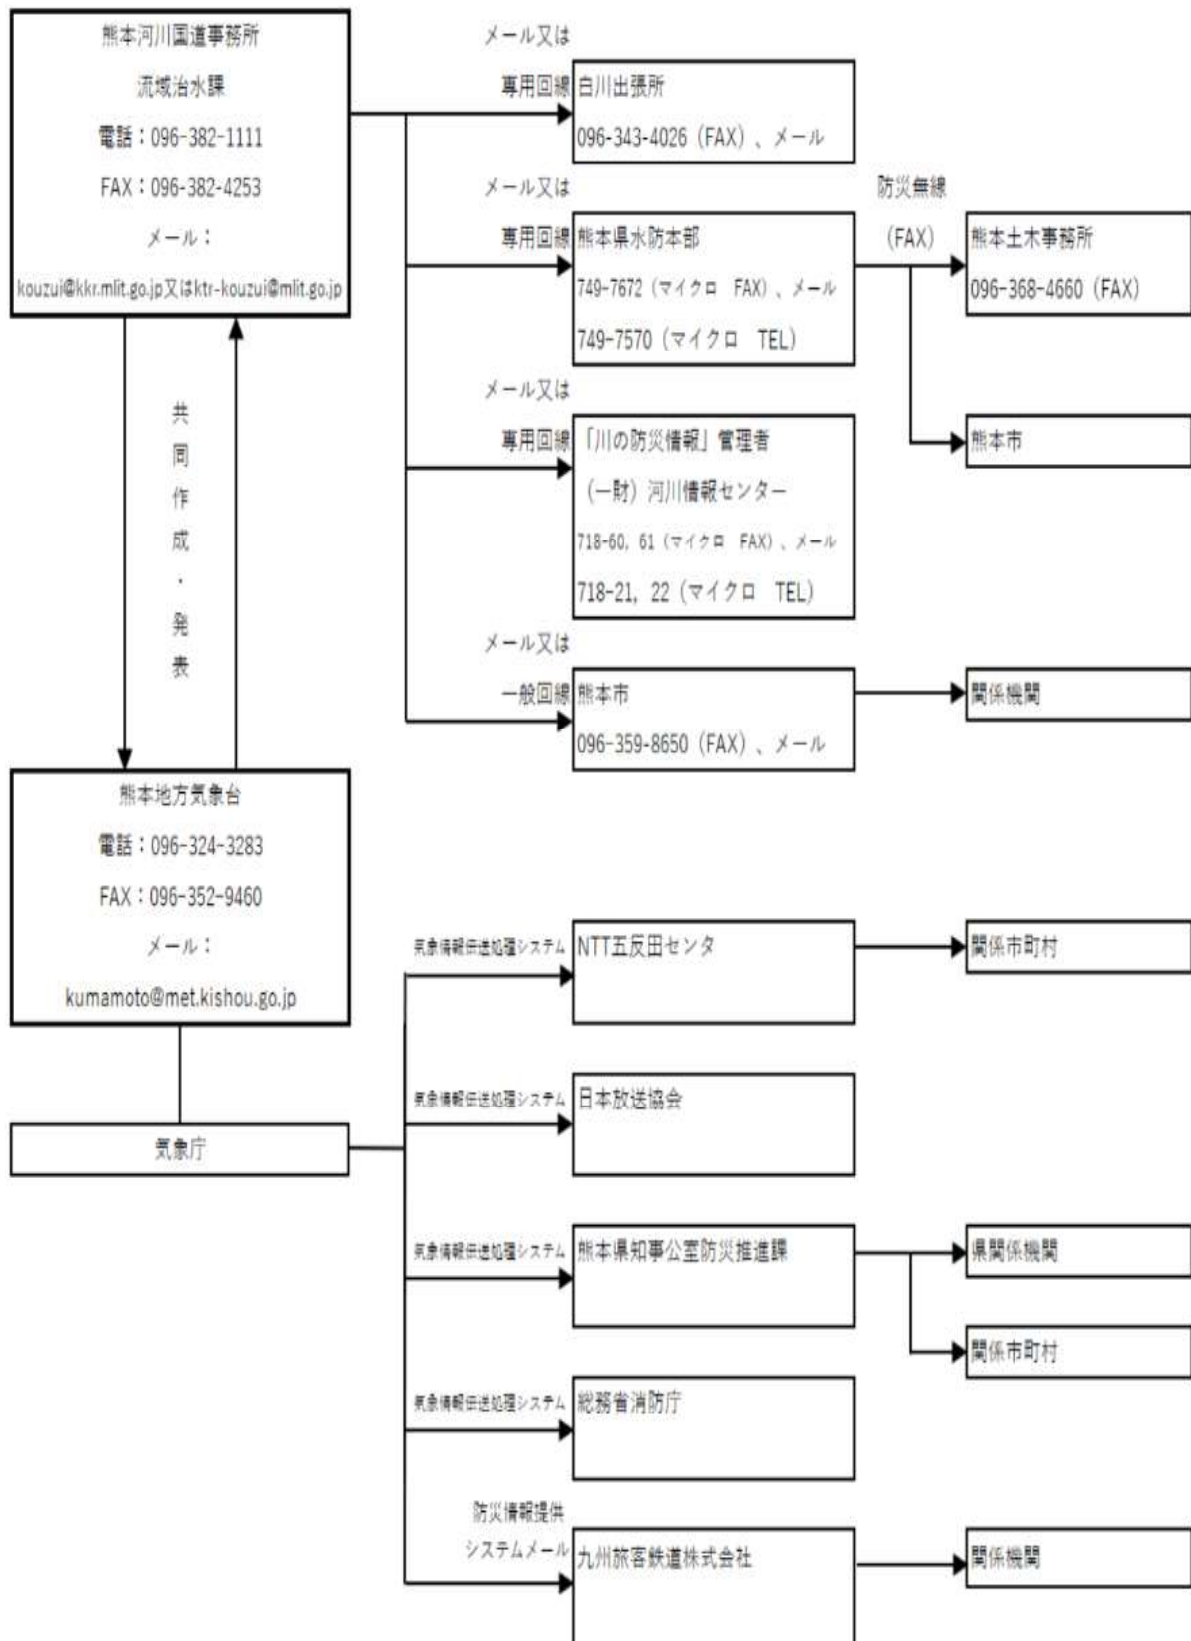 熊本河川国道事務所
流域治水課
電話：096-382-1111
FAX：096-382-4253
メール：
kouzui@kkr.mlit.go.jp又はktr-kouzui@mlit.go.jp
メール又は
専用回線
白川出張所
096-343-4026（FAX）、メール
メール又は
専用回線
熊本県水防本部
749-7672（マイクロ　FAX）、メール
749-7570（マイクロ　TEL）
防災無線
（FAX）
熊本土木事務所
096-368-4660（FAX）
熊本市
メール又は
専用回線
「川の防災情報」管理者
（一財）河川情報センター
718-60, 61（マイクロ　FAX）、メール
718-21, 22（マイクロ　TEL）
メール又は
一般回線
熊本市
096-359-8650（FAX）、メール
関係機関
共同作成・発表
熊本地方気象台
電話：096-324-3283
FAX：096-352-9460
メール：
kumamoto@met.kishou.go.jp
気象庁
気象情報伝送処理システム
NTT五反田センタ
関係市町村
気象情報伝送処理システム
日本放送協会
気象情報伝送処理システム
熊本県知事公室防災推進課
県関係機関
関係市町村
気象情報伝送処理システム
総務省消防庁
防災情報提供
システムメール
九州旅客鉄道株式会社
関係機関